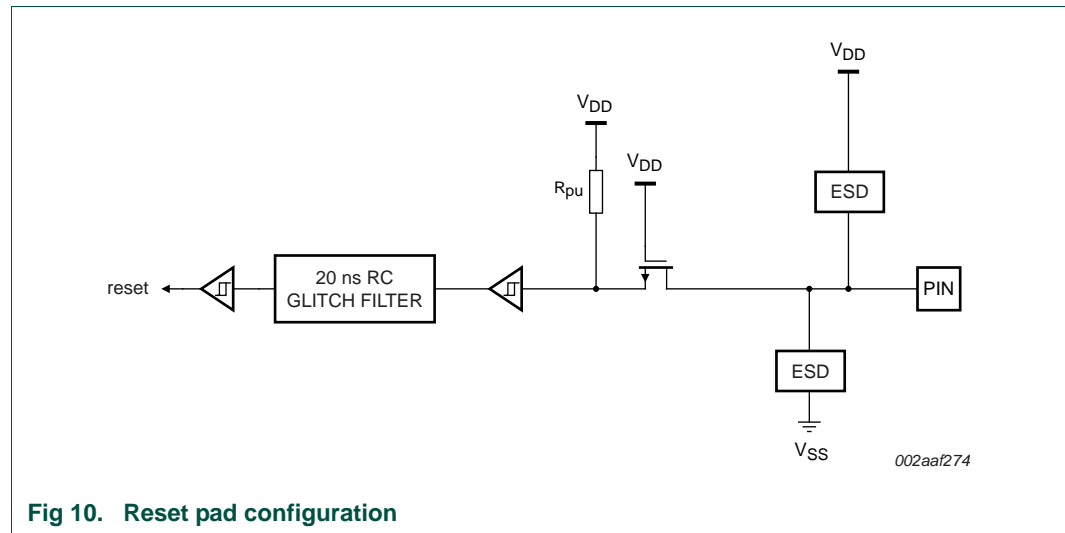 VDD
VDD
VDD
Rpu
ESD
reset
20 ns RC
GLITCH FILTER
PIN
ESD
VSS
002aaf274
Fig 10. Reset pad configuration